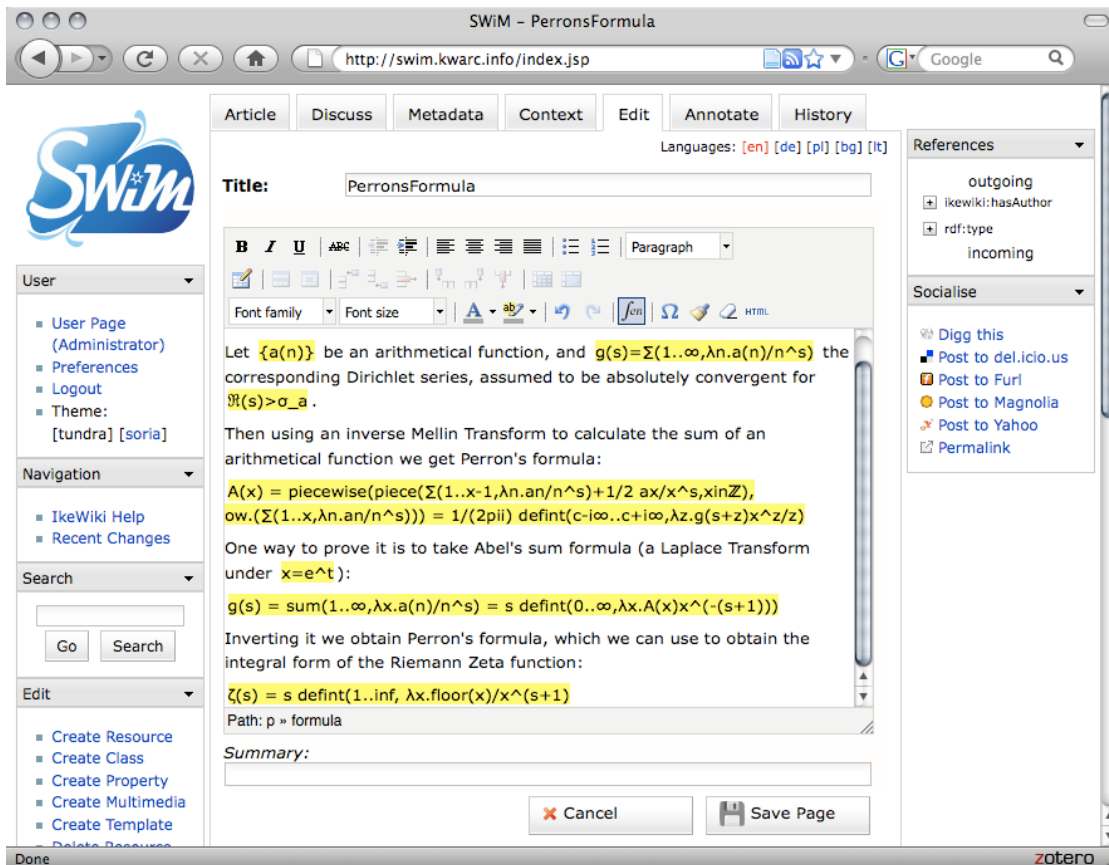 SWiM – PerronsFormula
http://swim.kwarc.info/index.jsp
G
Google
Article Discuss Metadata Context Edit Annotate History
Languages: [en] [de] [pl] [bg] [lt]
SWiM
Title: PerronsFormula
B I U ABC Paragraph
Font family Font size A ab fen Ω HTML
Let {a(n)} be an arithmetical function, and g(s)=Σ(1..∞,λn.a(n)/n^s) the
corresponding Dirichlet series, assumed to be absolutely convergent for
ℜ(s)>σ_a .
Then using an inverse Mellin Transform to calculate the sum of an
arithmetical function we get Perron's formula:
A(x) = piecewise(piece(Σ(1..x-1,λn.an/n^s)+1/2 ax/x^s,xinℤ),
ow.(Σ(1..x,λn.an/n^s))) = 1/(2pii) defint(c-i∞..c+i∞,λz.g(s+z)x^z/z)
One way to prove it is to take Abel's sum formula (a Laplace Transform
under x=e^t ):
g(s) = sum(1..∞,λx.a(n)/n^s) = s defint(0..∞,λx.A(x)x^(-(s+1)))
Inverting it we obtain Perron's formula, which we can use to obtain the
integral form of the Riemann Zeta function:
ζ(s) = s defint(1..inf, λx.floor(x)/x^(s+1)
Path: p » formula
Summary:
Cancel
Save Page
User
User Page
(Administrator)
Preferences
Logout
Theme:
[tundra] [soria]
Navigation
IkeWiki Help
Recent Changes
Search
Go Search
Edit
Create Resource
Create Class
Create Property
Create Multimedia
Create Template
Delete Resource
References
outgoing
ikewiki:hasAuthor
rdf:type
incoming
Socialise
Digg this
Post to del.icio.us
Post to Furl
Post to Magnolia
Post to Yahoo
Permalink
Done
zotero